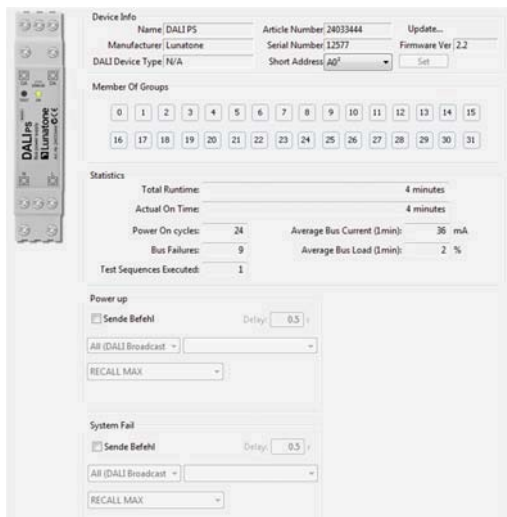 Device Info
Name DALI PS Article Number 24033444 Update...
Manufacturer Lunatone Serial Number 12577 Firmware Ver 2.2
DALI Device Type N/A Short Address A0³ Set
Member Of Groups
0 1 2 3 4 5 6 7 8 9 10 11 12 13 14 15
16 17 18 19 20 21 22 23 24 25 26 27 28 29 30 31
DALI PS
Lunatone
Statistics
Total Runtime: 4 minutes
Actual On Time: 4 minutes
Power On cycles: 24 Average Bus Current (1min): 36 mA
Bus Failures: 9 Average Bus Load (1min): 2 %
Test Sequences Executed: 1
Power up
Sende Befehl Delay: 0.5 s
All (DALI Broadcast
RECALL MAX
System Fail
Sende Befehl Delay: 0.5 s
All (DALI Broadcast
RECALL MAX